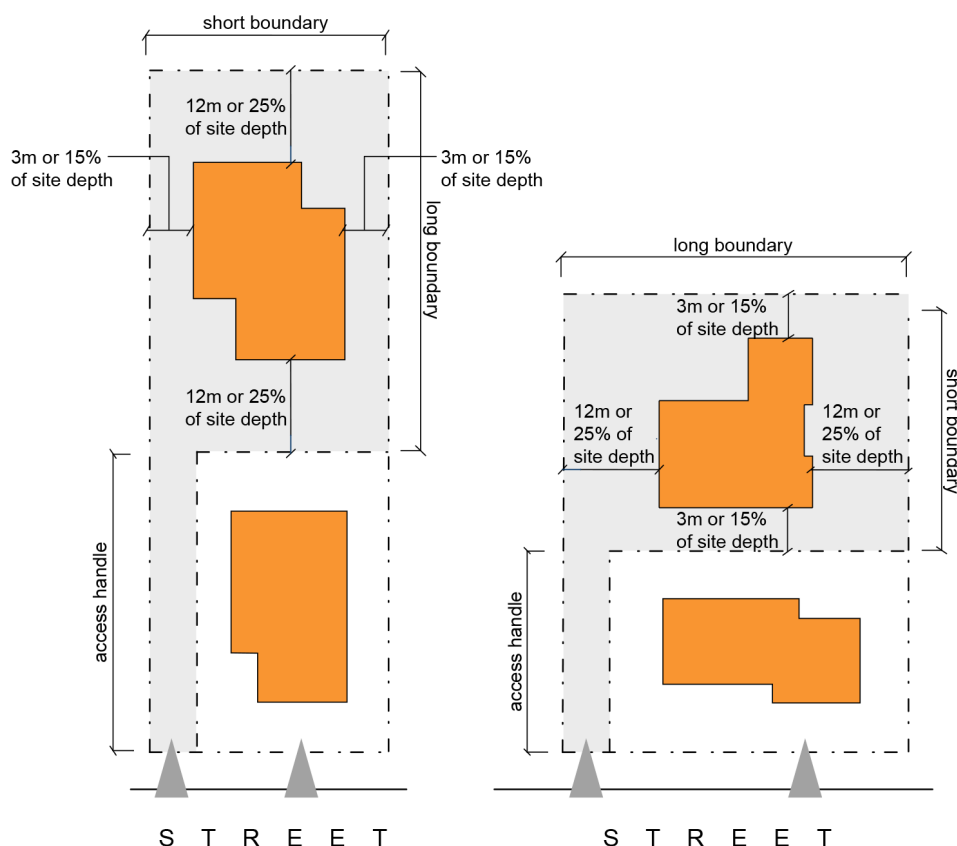 short boundary
12m or 25%
of site depth
3m or 15%
of site depth
3m or 15%
of site depth
long boundary
12m or 25%
of site depth
access handle
S T R E E T
long boundary
3m or 15%
of site depth
12m or
25% of
site depth
12m or
25% of
site depth
short boundary
3m or 15%
of site depth
access handle
S T R E E T